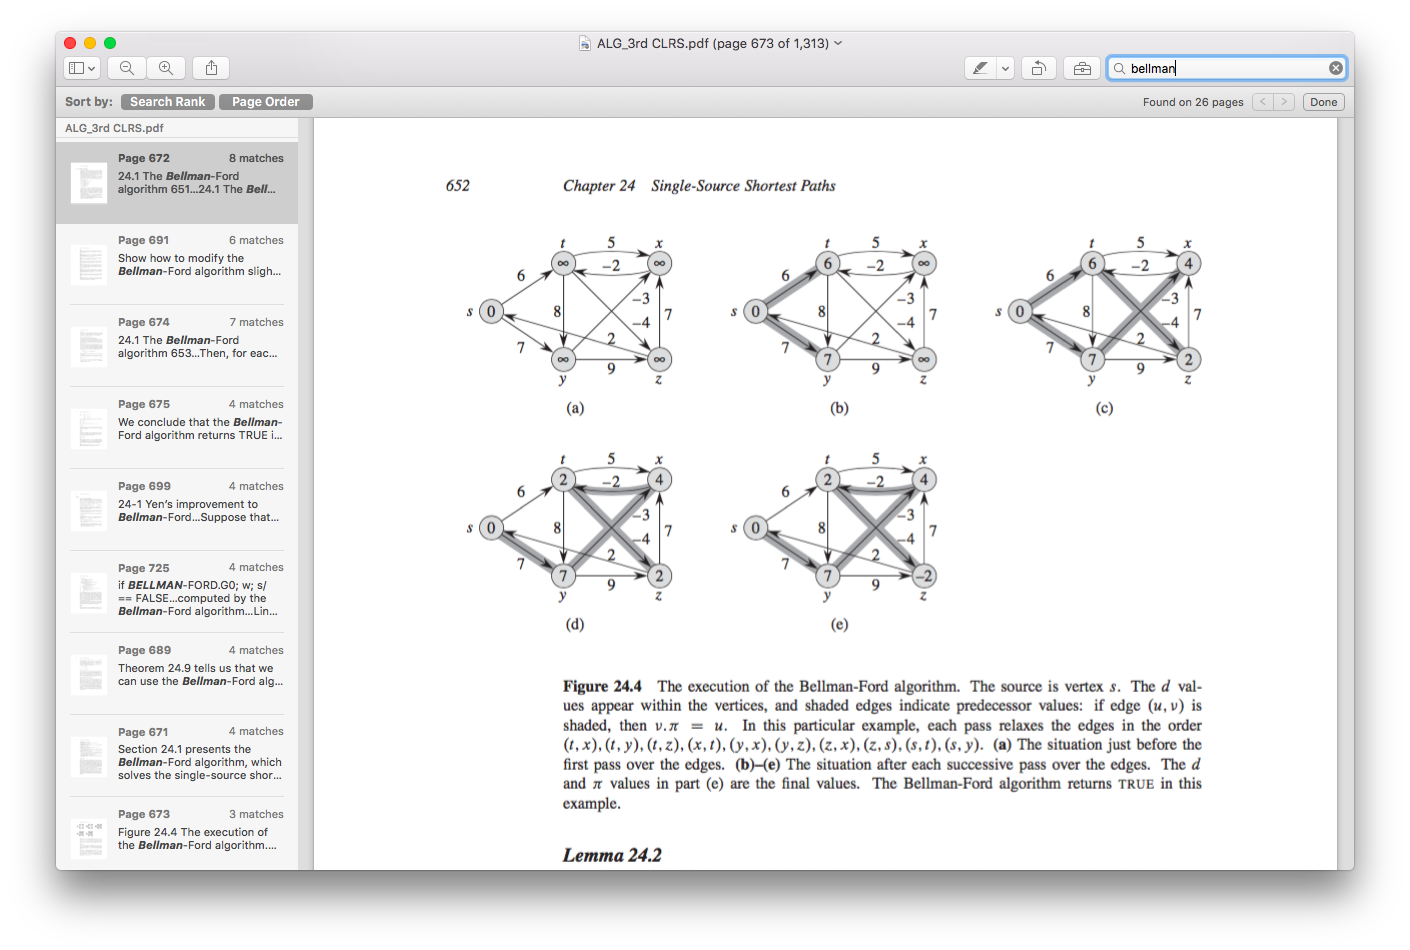 ALG_3rd CLRS.pdf (page 673 of 1,313)
bellman
Sort by: Search Rank Page Order
Found on 26 pages < > Done
ALG_3rd CLRS.pdf
Page 672 8 matches
24.1 The Bellman-Ford
algorithm 651...24.1 The Bell...
Page 691 6 matches
Show how to modify the
Bellman-Ford algorithm sligh...
Page 674 7 matches
24.1 The Bellman-Ford
algorithm 653...Then, for eac...
Page 675 4 matches
We conclude that the Bellman-
Ford algorithm returns TRUE i...
Page 699 4 matches
24-1 Yen's improvement to
Bellman-Ford...Suppose that...
Page 725 4 matches
if BELLMAN-FORD.G0; w; s/
== FALSE...computed by the
Bellman-Ford algorithm...Lin...
Page 689 4 matches
Theorem 24.9 tells us that we
can use the Bellman-Ford alg...
Page 671 4 matches
Section 24.1 presents the
Bellman-Ford algorithm, which
solves the single-source shor...
Page 673 3 matches
Figure 24.4 The execution of
the Bellman-Ford algorithm....
652 Chapter 24 Single-Source Shortest Paths
t 5 x
∞ −2 ∞
6
−3
s 0 8 7
−4
7 2
∞ 9 ∞
y z
(a)
t 5 x
6 −2 ∞
6
−3
s 0 8 7
−4
7 2
7 9 ∞
y z
(b)
t 5 x
6 −2 4
6
−3
s 0 8 7
−4
7 2
7 9 2
y z
(c)
t 5 x
2 −2 4
6
−3
s 0 8 7
−4
7 2
7 9 2
y z
(d)
t 5 x
2 −2 4
6
−3
s 0 8 7
−4
7 2
7 9 −2
y z
(e)
Figure 24.4 The execution of the Bellman-Ford algorithm. The source is vertex s. The d val-
ues appear within the vertices, and shaded edges indicate predecessor values: if edge (u, v) is
shaded, then v.π = u. In this particular example, each pass relaxes the edges in the order
(t, x), (t, y), (t, z), (x, t), (y, x), (y, z), (z, x), (z, s), (s, t), (s, y). (a) The situation just before the
first pass over the edges. (b)–(e) The situation after each successive pass over the edges. The d
and π values in part (e) are the final values. The Bellman-Ford algorithm returns TRUE in this
example.
Lemma 24.2